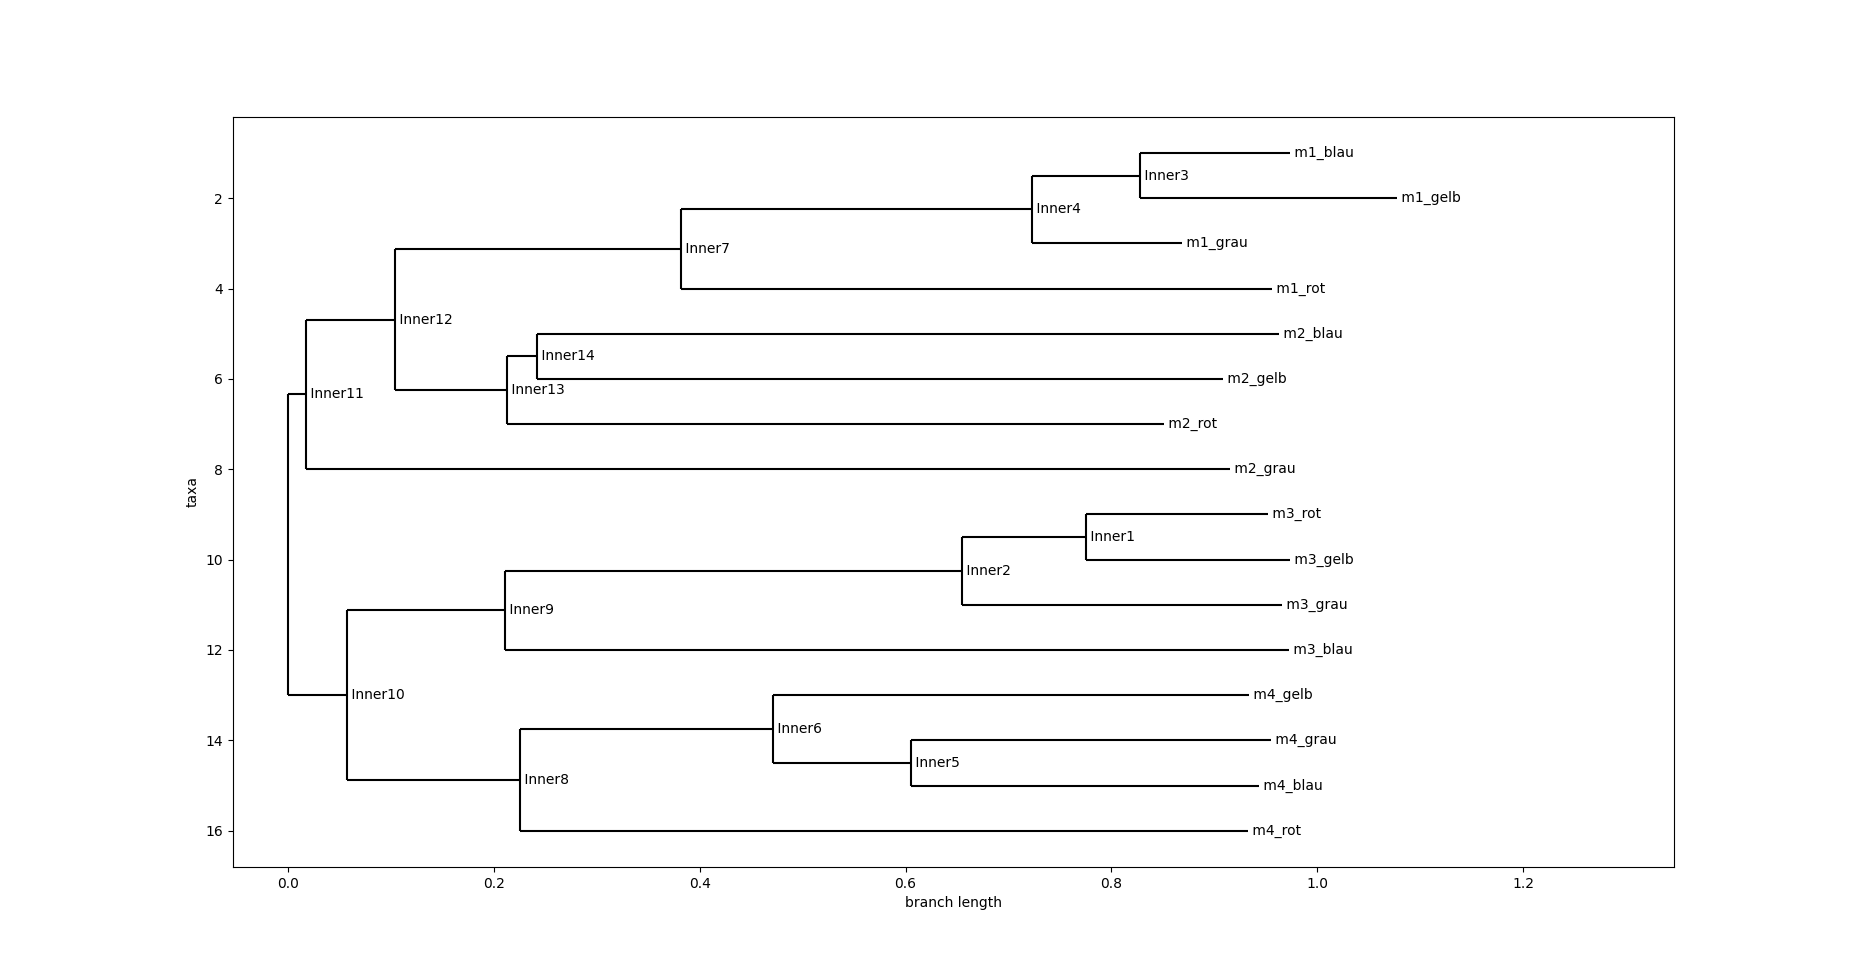 m1_blau
Inner3
m1_gelb
Inner4
m1_grau
Inner7
m1_rot
Inner12
m2_blau
Inner14
m2_gelb
Inner13
Inner11
m2_rot
m2_grau
m3_rot
Inner1
m3_gelb
Inner2
m3_grau
Inner9
m3_blau
Inner10
m4_gelb
Inner6
m4_grau
Inner5
m4_blau
Inner8
m4_rot
2
4
6
8
10
12
14
16
taxa
0.0 0.2 0.4 0.6 0.8 1.0 1.2
branch length